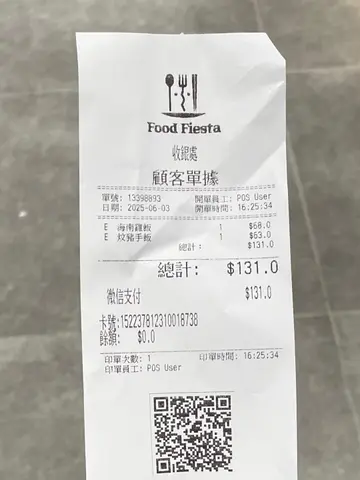 Food Fiesta
收銀處
顧客單據
單號: 13398893 開單員工: POS User
日期: 2025-06-03 開單時間: 16:25:34
E 海南雞飯 1 $68.0
E 炆豬手飯 1 $63.0
總計: $131.0
總計: $131.0
微信支付 $131.0
卡號:152237812310018738
餘額: $0.0
印單次數: 1 印單時間: 16:25:34
印單員工: POS User